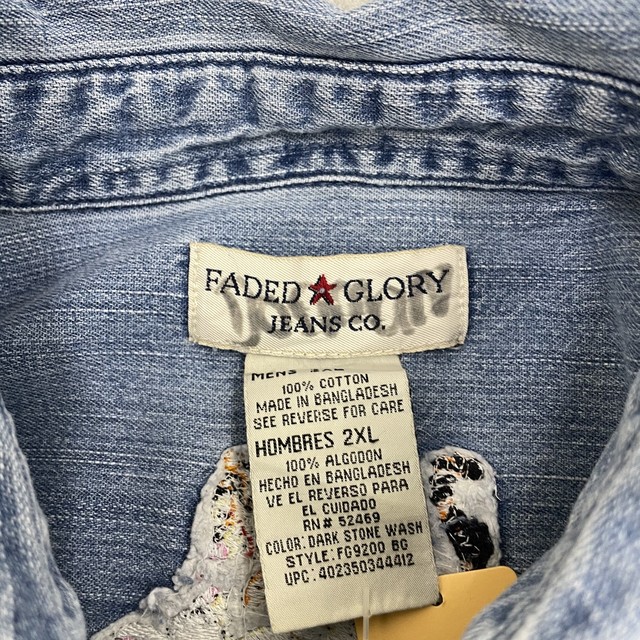 FADED GLORY
JEANS CO.
MENS
100% COTTON
MADE IN BANGLADESH
SEE REVERSE FOR CARE
HOMBRES 2XL
100% ALGODON
HECHO EN BANGLADESH
VE EL REVERSO PARA
EL CUIDADO
RN# 52469
COLOR: DARK STONE WASH
STYLE: FG9200 BG
UPC: 402350344412